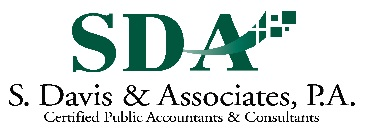 SDA
S. Davis & Associates, P.A.
Certified Public Accountants & Consultants